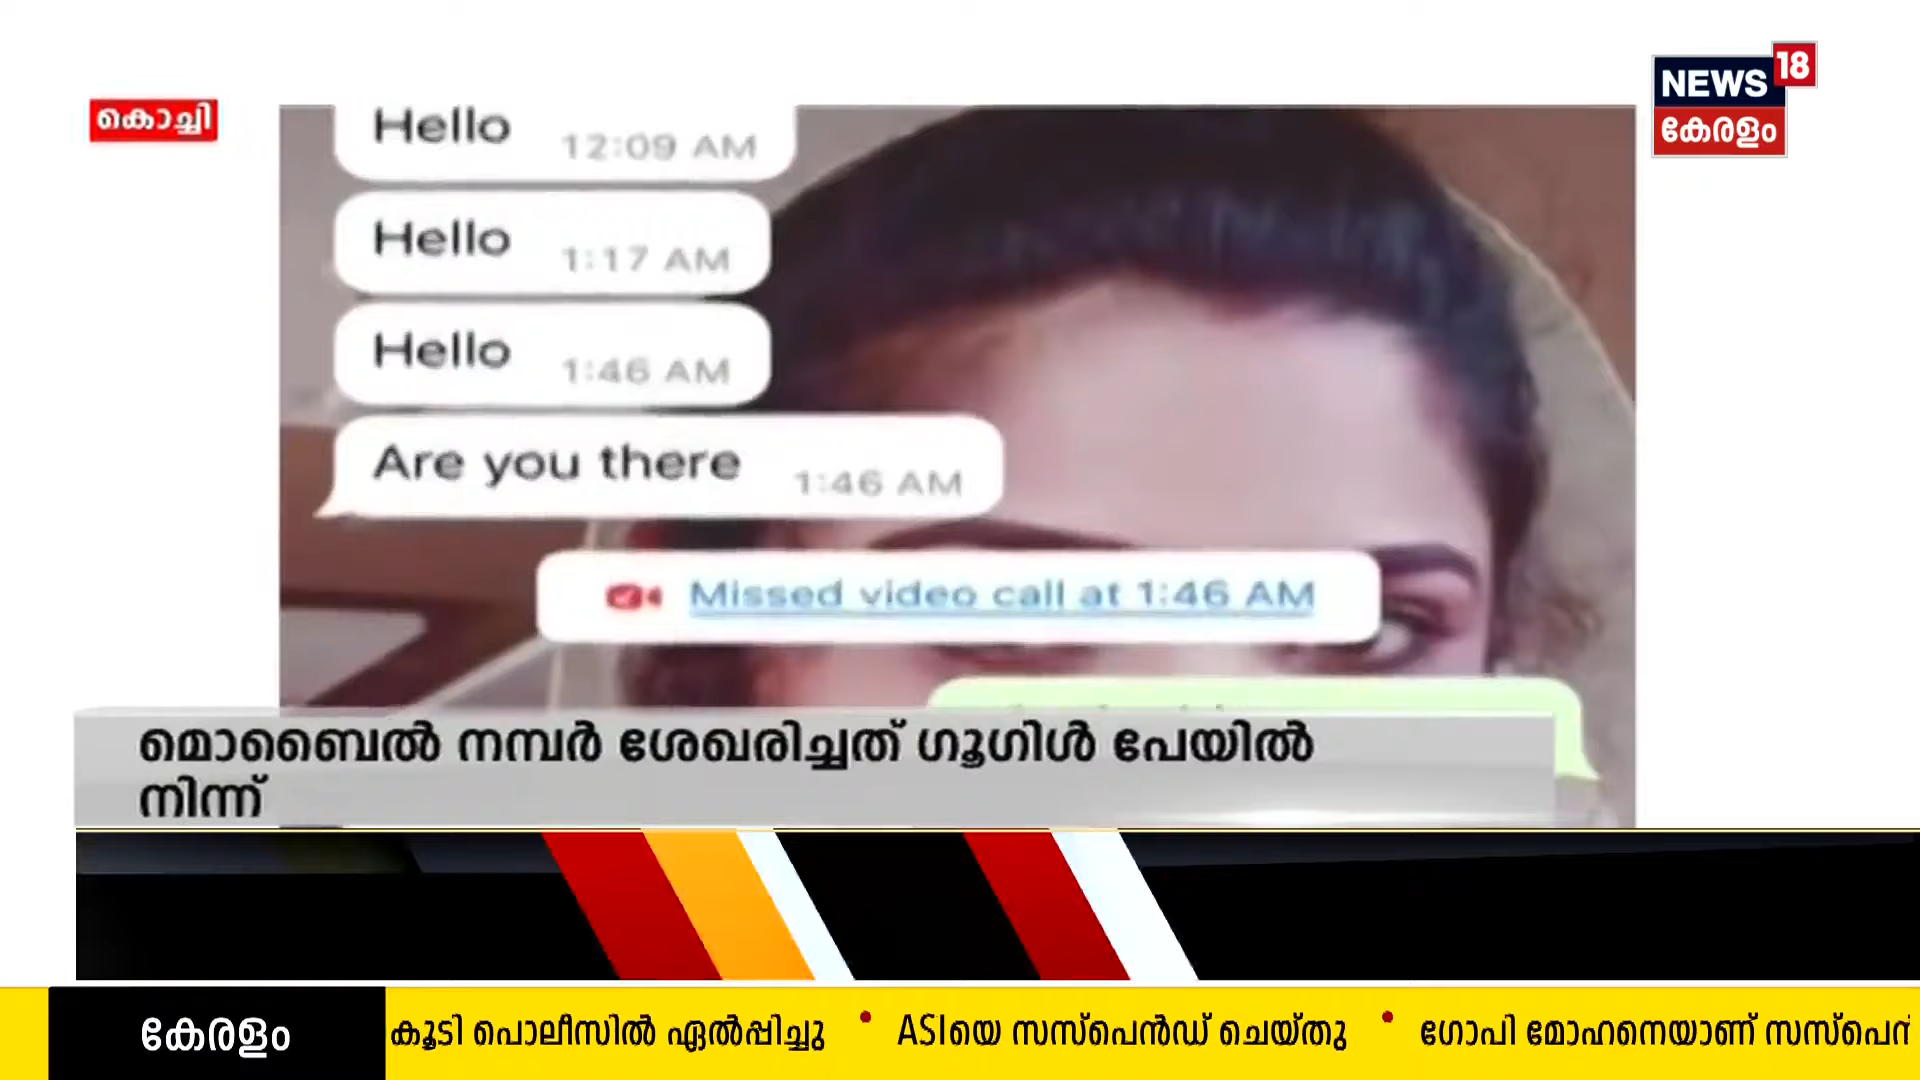 NEWS 18
കേരളം
കൊച്ചി
Hello 12:09 AM
Hello 1:17 AM
Hello 1:46 AM
Are you there 1:46 AM
Missed video call at 1:46 AM
മൊബൈൽ നമ്പർ ശേഖരിച്ചത് ഗൂഗിൾ പേയിൽ
നിന്ന്
കേരളം കൂടി പൊലീസിൽ ഏൽപ്പിച്ചു • ASIയെ സസ്പെൻഡ് ചെയ്തു • ഗോപി മോഹനെയാണ് സസ്പെൻ